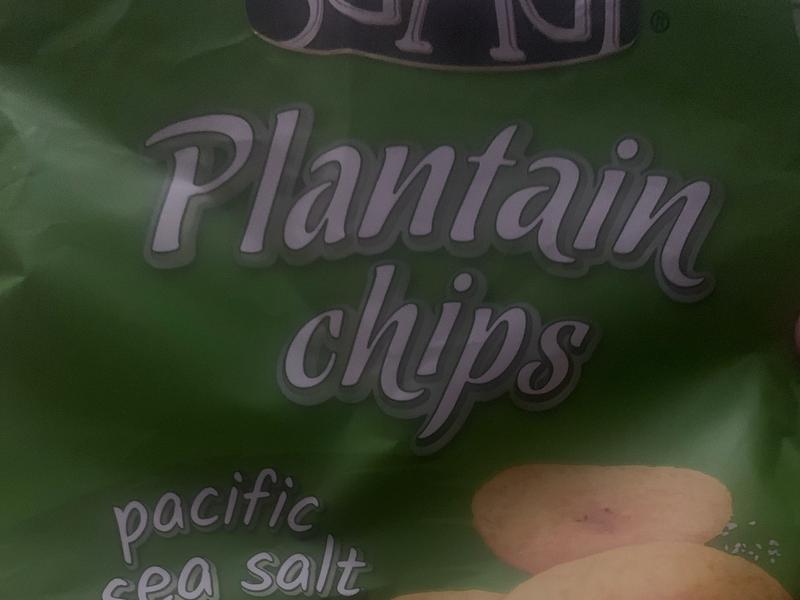 ®
Plantain
chips
pacific
sea salt